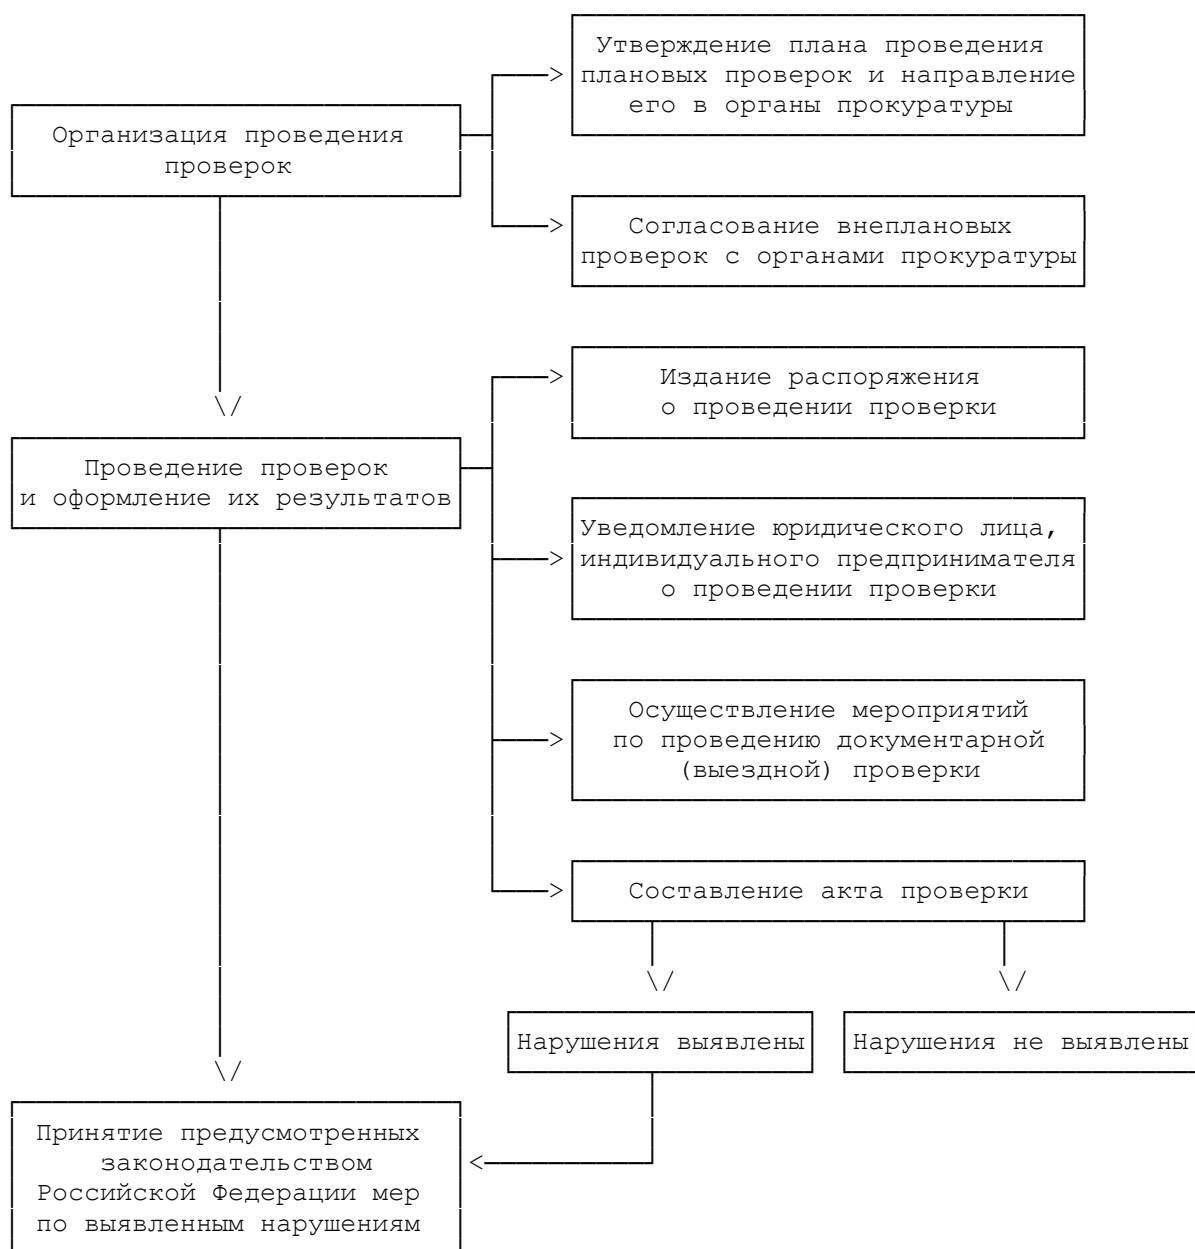 Утверждение плана проведения
плановых проверок и направление
его в органы прокуратуры
Организация проведения
проверок
Согласование внеплановых
проверок с органами прокуратуры
Издание распоряжения
о проведении проверки
Проведение проверок
и оформление их результатов
Уведомление юридического лица,
индивидуального предпринимателя
о проведении проверки
Осуществление мероприятий
по проведению документарной
(выездной) проверки
Составление акта проверки
Нарушения выявлены
Нарушения не выявлены
Принятие предусмотренных
законодательством
Российской Федерации мер
по выявленным нарушениям